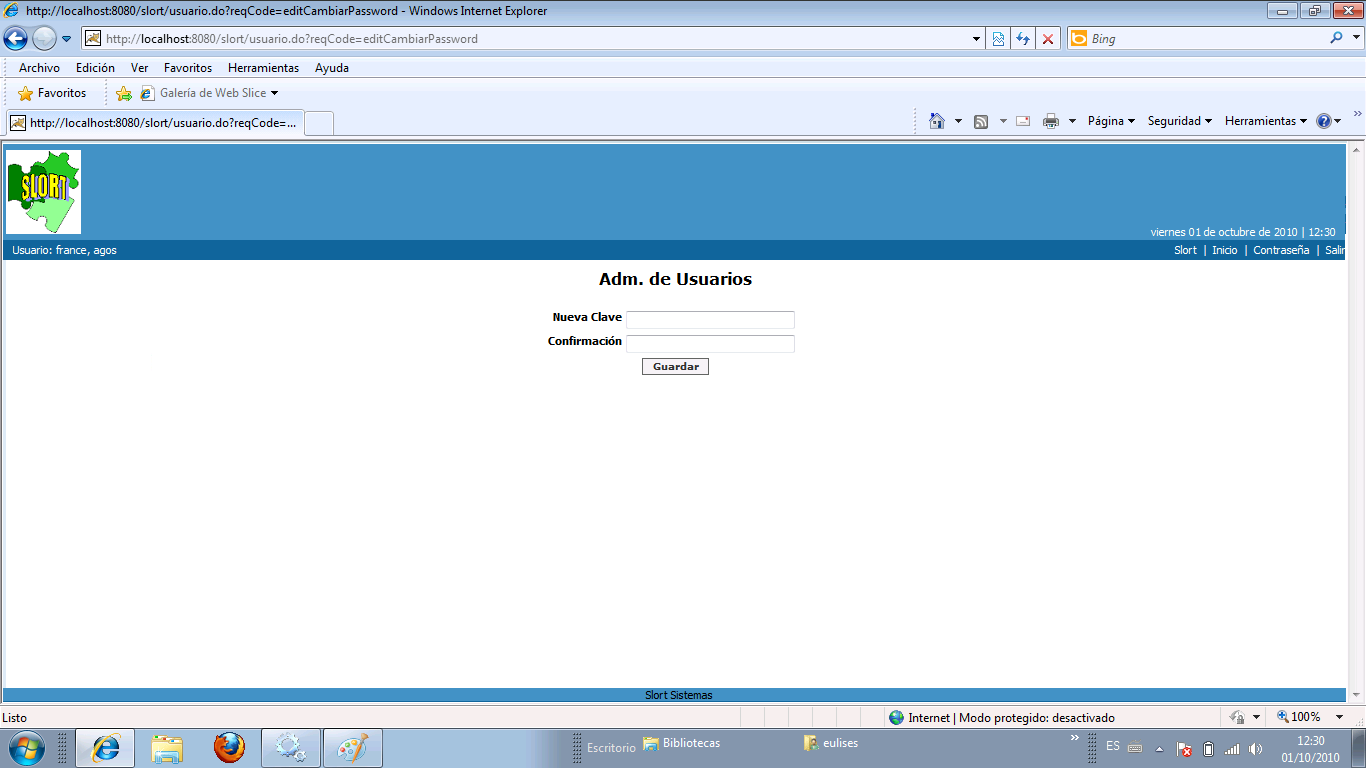 http://localhost:8080/slort/usuario.do?reqCode=editCambiarPassword - Windows Internet Explorer
http://localhost:8080/slort/usuario.do?reqCode=editCambiarPassword
Bing
Archivo Edición Ver Favoritos Herramientas Ayuda
Favoritos Galería de Web Slice
http://localhost:8080/slort/usuario.do?reqCode=...
Página Seguridad Herramientas »
SLORT
viernes 01 de octubre de 2010 | 12:30
Usuario: france, agos
Slort | Inicio | Contraseña | Salir
Adm. de Usuarios
Nueva Clave
Confirmación
Guardar
Slort Sistemas
Listo
Internet | Modo protegido: desactivado
100%
Escritorio Bibliotecas eulises »
ES
12:30
01/10/2010